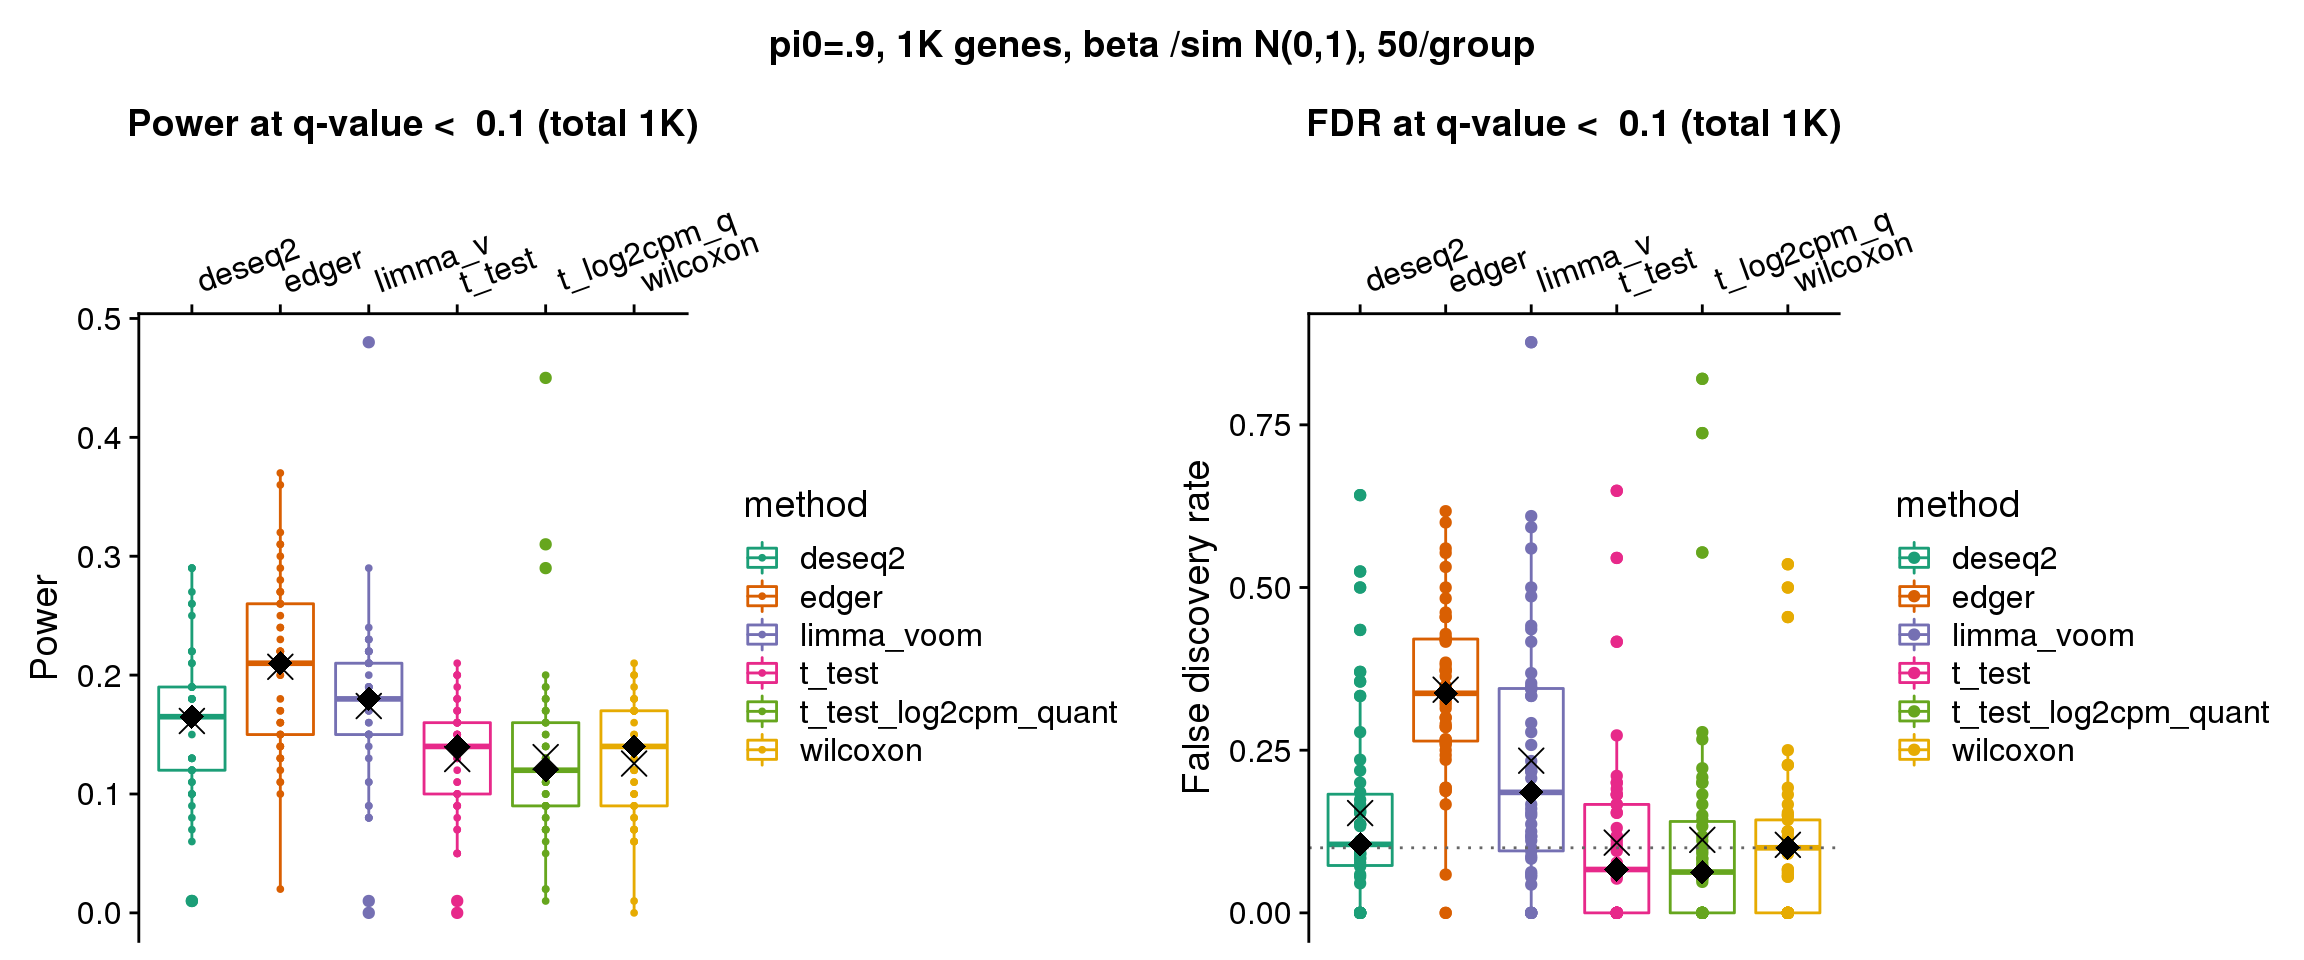 pi0=.9, 1K genes, beta /sim N(0,1), 50/group
Power at q-value <  0.1 (total 1K)
deseq2
edger
limma_v
t_test
t_log2cpm_q
wilcoxon
0.5
0.4
0.3
0.2
0.1
0.0
Power
method
deseq2
edger
limma_voom
t_test
t_test_log2cpm_quant
wilcoxon
FDR at q-value <  0.1 (total 1K)
deseq2
edger
limma_v
t_test
t_log2cpm_q
wilcoxon
0.75
0.50
0.25
0.00
False discovery rate
method
deseq2
edger
limma_voom
t_test
t_test_log2cpm_quant
wilcoxon